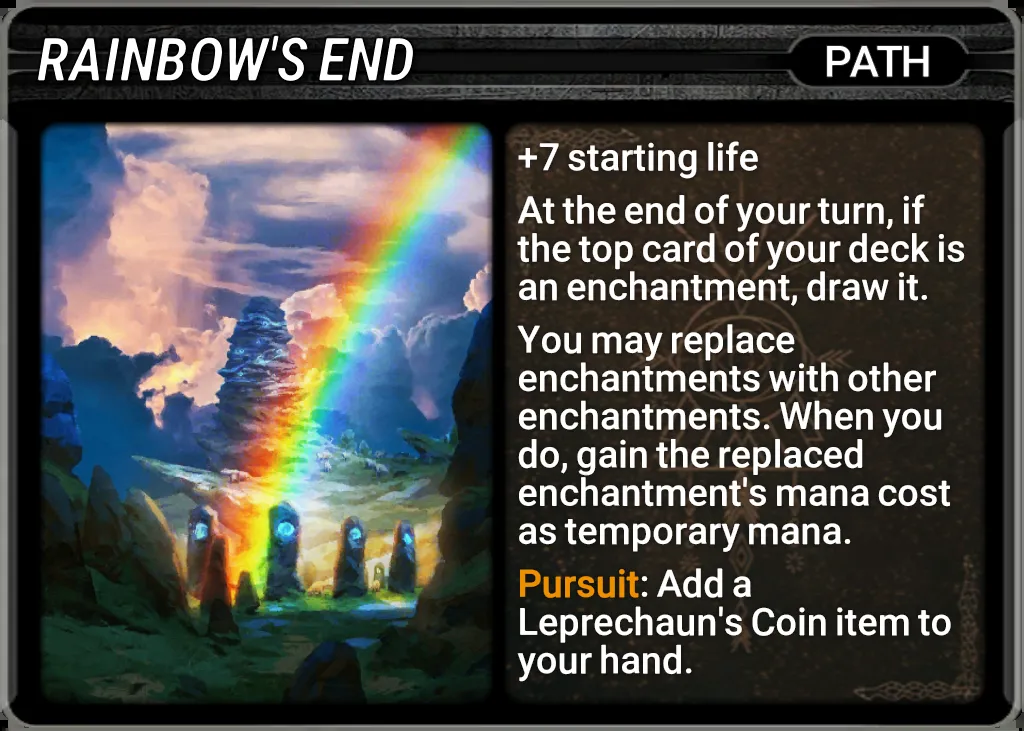 RAINBOW'S END
PATH
+7 starting life
At the end of your turn, if
the top card of your deck is
an enchantment, draw it.
You may replace
enchantments with other
enchantments. When you
do, gain the replaced
enchantment's mana cost
as temporary mana.
Pursuit: Add a
Leprechaun's Coin item to
your hand.